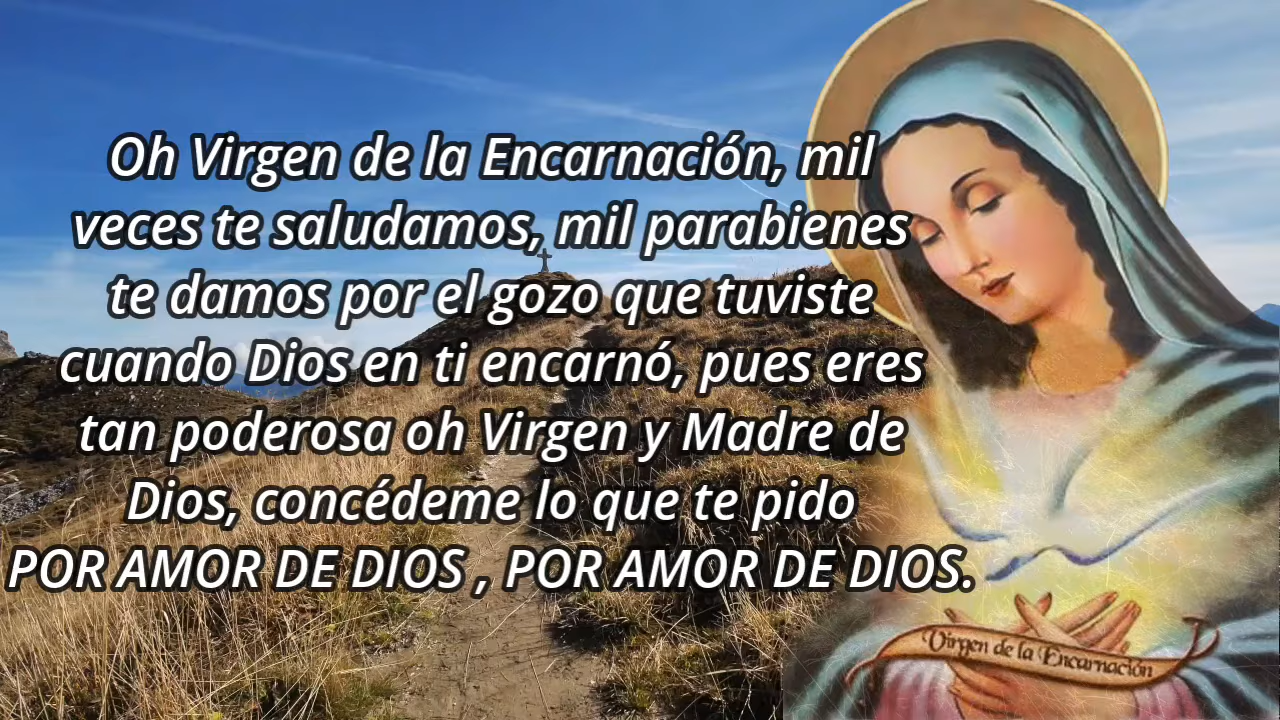 Oh Virgen de la Encarnación, mil
veces te saludamos, mil parabienes
te damos por el gozo que tuviste
cuando Dios en ti encarnó, pues eres
tan poderosa oh Virgen y Madre de
Dios, concédeme lo que te pido
POR AMOR DE DIOS , POR AMOR DE DIOS.
Virgen de la Encarnación